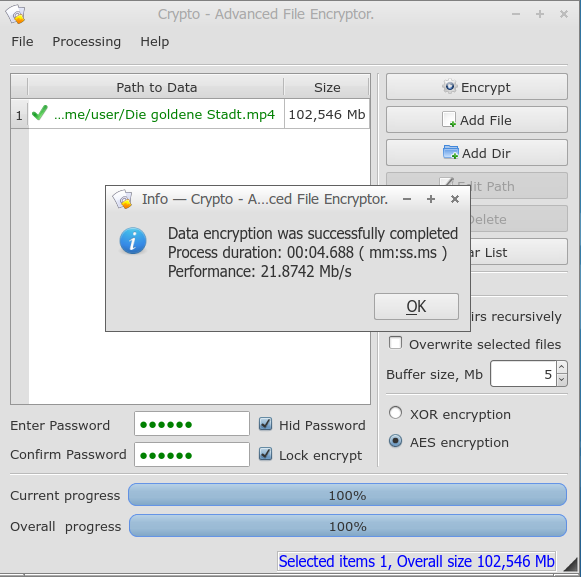 Crypto - Advanced File Encryptor.
File Processing Help
Path to Data Size
1 ...me/user/Die goldene Stadt.mp4 102,546 Mb
Encrypt
Add File
Add Dir
Edit Path
Delete
ar List
Info — Crypto - A...ced File Encryptor.
Data encryption was successfully completed
Process duration: 00:04.688 ( mm:ss.ms )
Performance: 21.8742 Mb/s
OK
irs recursively
Overwrite selected files
Buffer size, Mb 5
XOR encryption
AES encryption
Enter Password ●●●●●● Hid Password
Confirm Password ●●●●●● Lock encrypt
Current progress 100%
Overall progress 100%
Selected items 1, Overall size 102,546 Mb